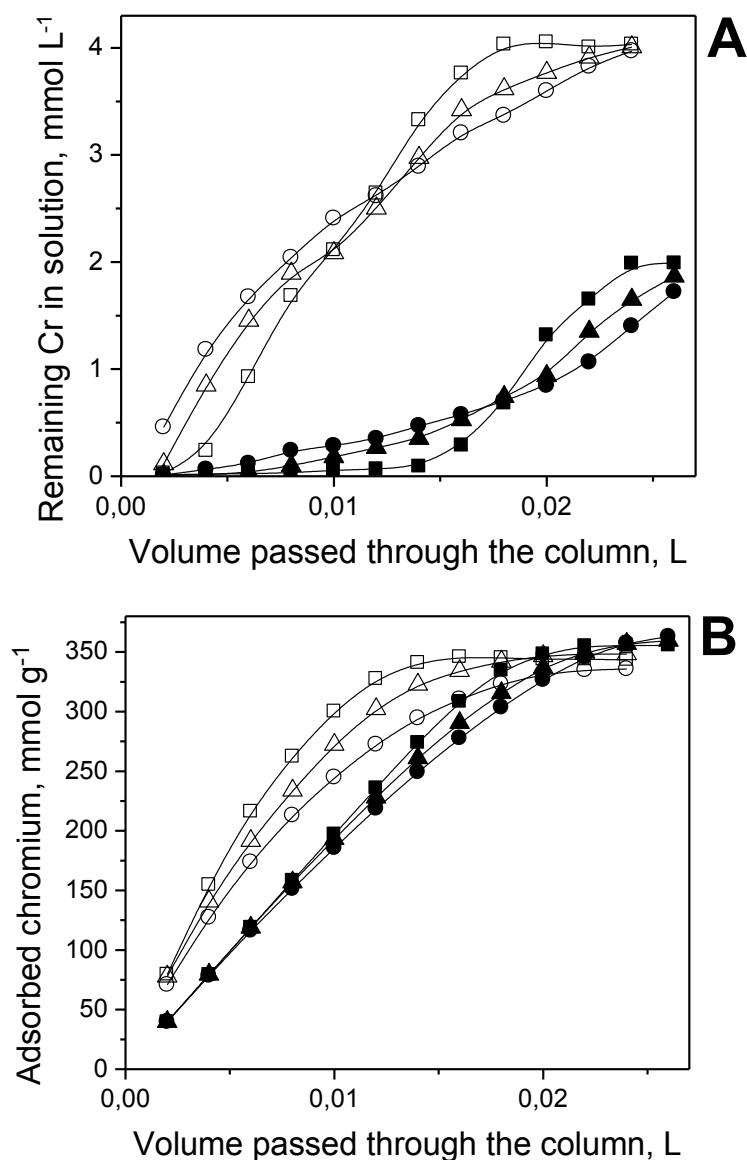 A
4
3
2
1
0
0,00 0,01 0,02
Remaining Cr in solution, mmol L-1
Volume passed through the column, L
B
350
300
250
200
150
100
50
0
0,00 0,01 0,02
Adsorbed chromium, mmol g-1
Volume passed through the column, L